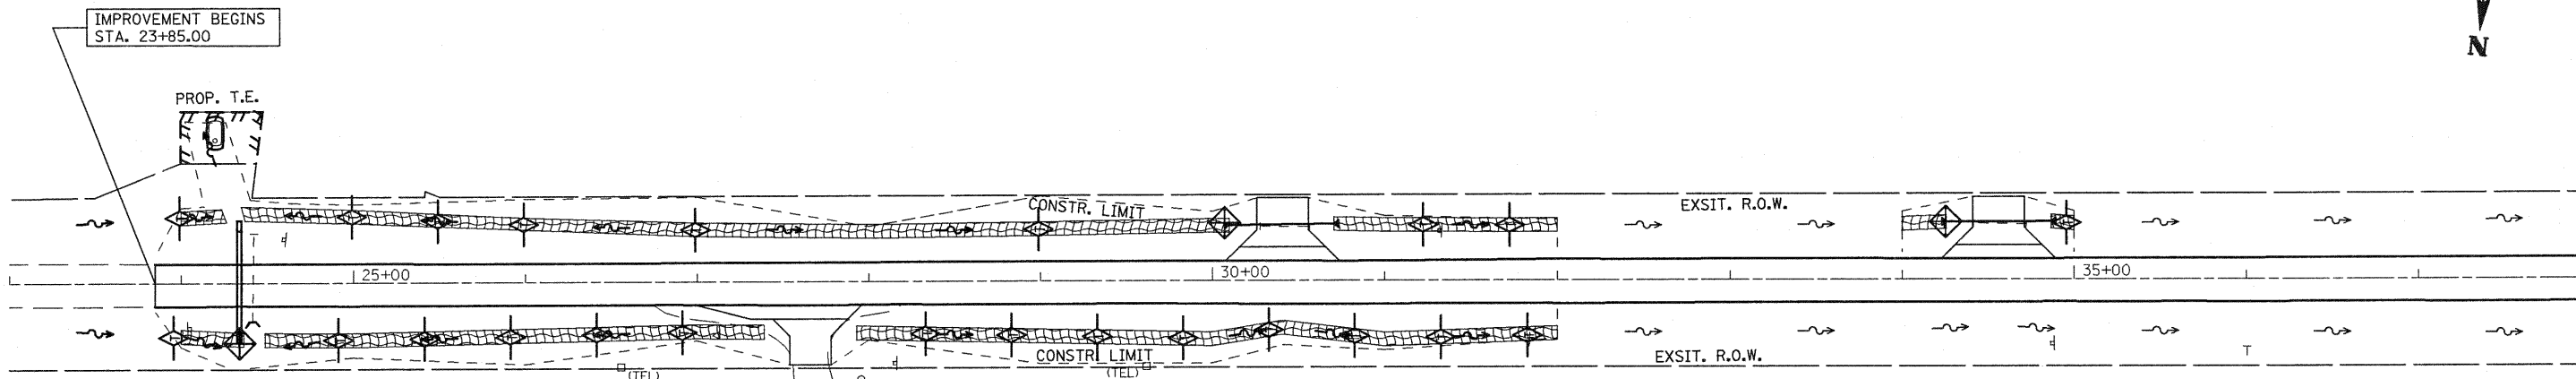 IMPROVEMENT BEGINS
STA. 23+85.00
N
PROP. T.E.
CONSTR. LIMIT
EXSIT. R.O.W.
25+00
30+00
35+00
CONSTR. LIMIT
EXSIT. R.O.W.
(TEL)
(TEL)
T